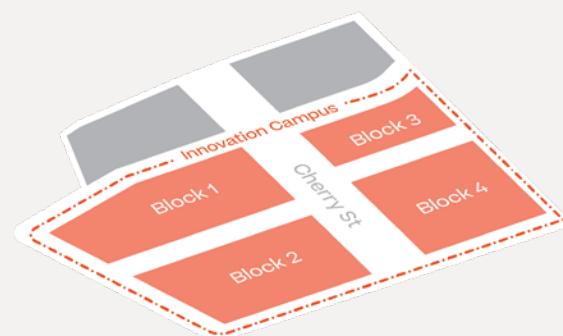 Innovation Campus
Block 3
Block 1
Cherry St
Block 4
Block 2